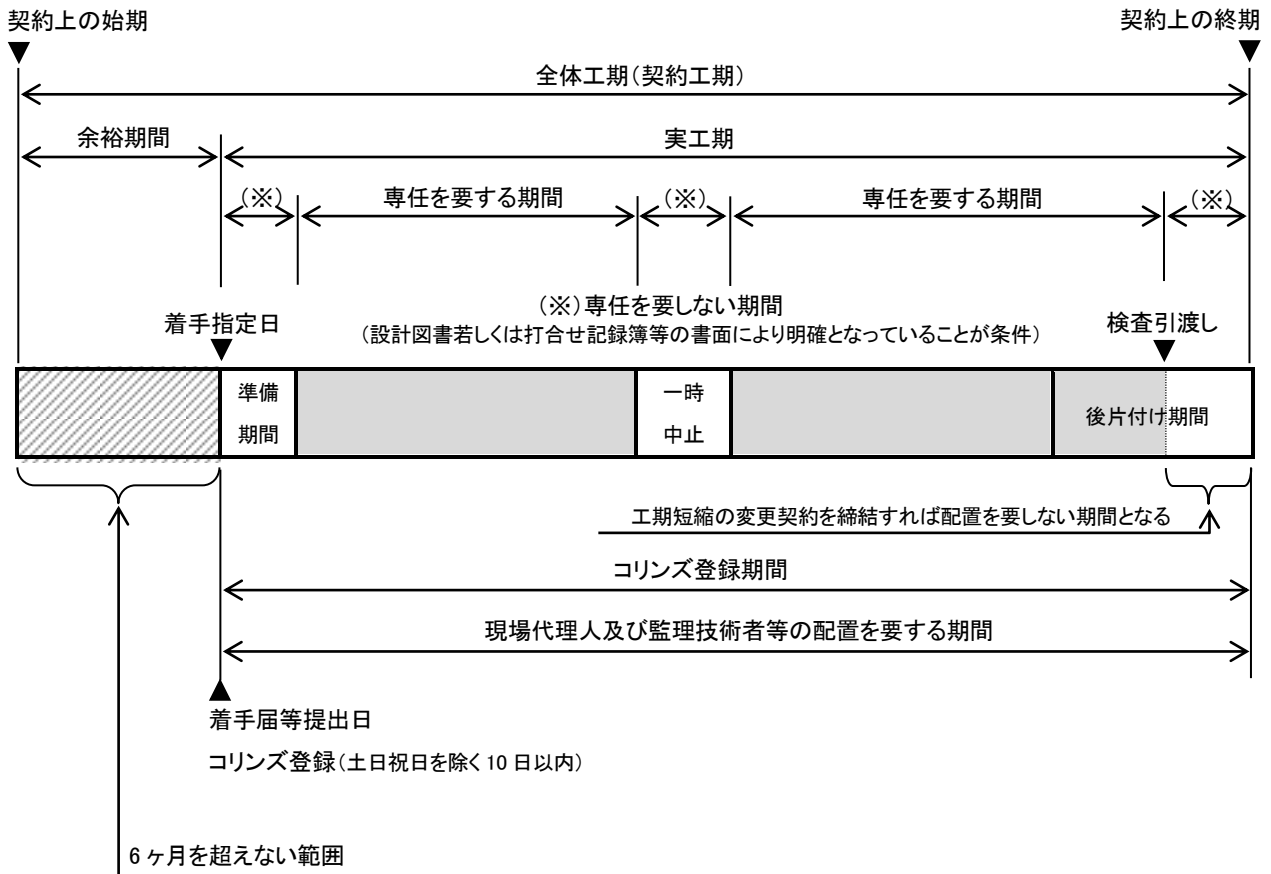 契約上の始期
契約上の終期
全体工期(契約工期)
余裕期間
実工期
(※)
専任を要する期間
(※)
専任を要する期間
(※)
(※)専任を要しない期間
着手指定日
(設計図書若しくは打合せ記録簿等の書面により明確となっていることが条件)
検査引渡し
準備
期間
一時
中止
後片付け期間
工期短縮の変更契約を締結すれば配置を要しない期間となる
コリンズ登録期間
現場代理人及び監理技術者等の配置を要する期間
着手届等提出日
コリンズ登録(土日祝日を除く10日以内)
6ヶ月を超えない範囲